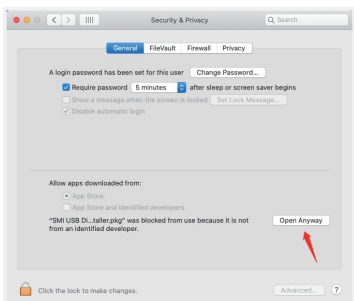 Security & Privacy
Search
General FileVault Firewall Privacy
A login password has been set for this user Change Password...
Require password 5 minutes after sleep or screen saver begins
Show a message when the screen is locked Set Lock Message...
Disable automatic login
Allow apps downloaded from:
App Store
App Store and identified developers
“SMI USB Di...taller.pkg” was blocked from use because it is not Open Anyway
from an identified developer.
Click the lock to make changes. Advanced... ?